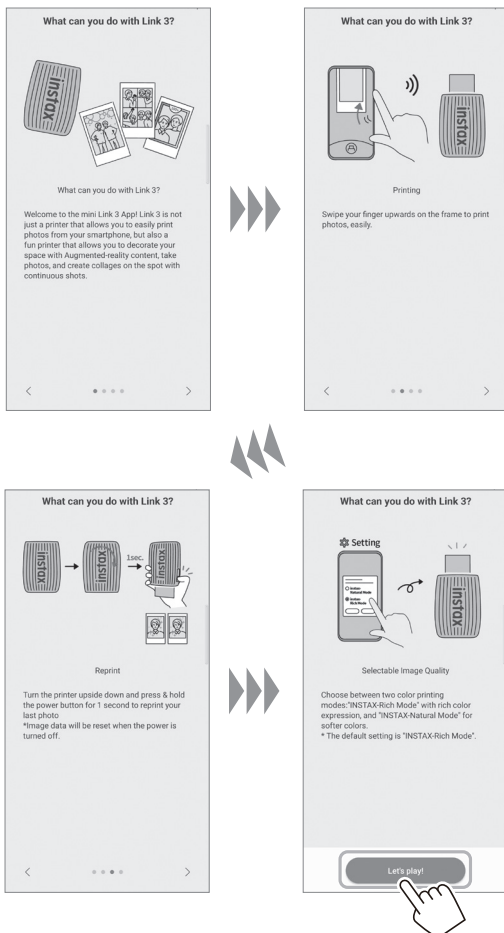 What can you do with Link 3?
instax
What can you do with Link 3?
Welcome to the mini Link 3 App! Link 3 is not
just a printer that allows you to easily print
photos from your smartphone, but also a
fun printer that allows you to decorate your
space with Augmented-reality content, take
photos, and create collages on the spot with
continuous shots.
What can you do with Link 3?
instax
Printing
Swipe your finger upwards on the frame to print
photos, easily.
What can you do with Link 3?
instax
instax
1sec.
instax
Reprint
Turn the printer upside down and press & hold
the power button for 1 second to reprint your
last photo
*Image data will be reset when the power is
turned off.
What can you do with Link 3?
Setting
instax-
Natural Mode
instax-
Rich Mode
instax
Selectable Image Quality
Choose between two color printing
modes:"INSTAX-Rich Mode" with rich color
expression, and "INSTAX-Natural Mode" for
softer colors.
* The default setting is "INSTAX-Rich Mode".
Let's play!